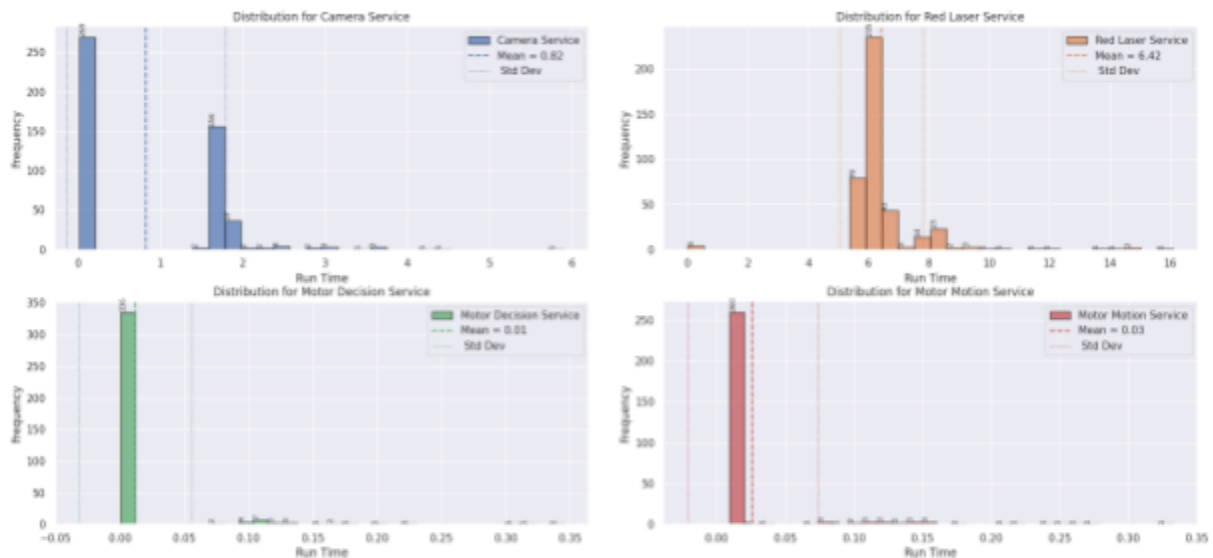 Distribution for Camera Service
Camera Service
Mean = 0.82
Std Dev
Frequency
250
200
150
100
50
0
0 1 2 3 4 5 6
Run Time
Distribution for Red Laser Service
Red Laser Service
Mean = 6.42
Std Dev
Frequency
200
150
100
50
0
0 2 4 6 8 10 12 14 16
Run Time
Distribution for Motor Decision Service
Motor Decision Service
Mean = 0.01
Std Dev
Frequency
350
300
250
200
150
100
50
0
-0.05 0.00 0.05 0.10 0.15 0.20 0.25 0.30 0.35
Run Time
Distribution for Motor Motion Service
Motor Motion Service
Mean = 0.03
Std Dev
Frequency
250
200
150
100
50
0
0.00 0.05 0.10 0.15 0.20 0.25 0.30 0.35
Run Time